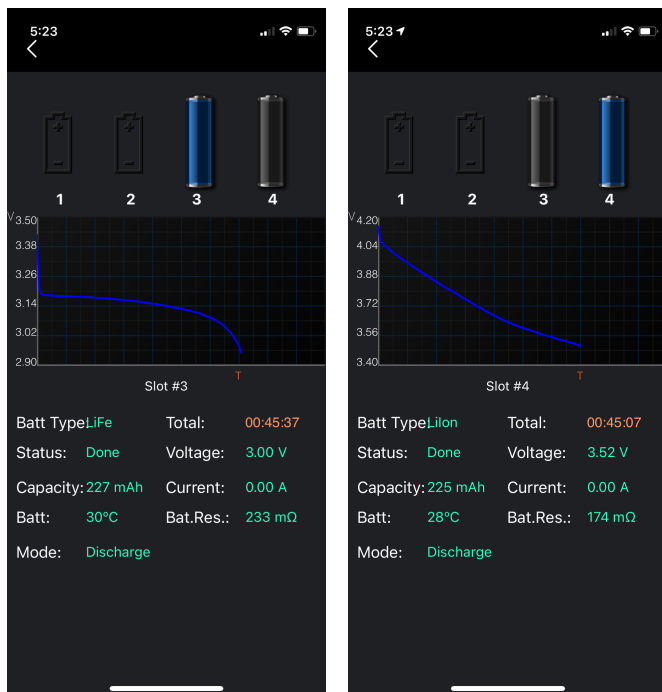 5:23
1 2 3 4
V
3.50
3.38
3.26
3.14
3.02
2.90
T
Slot #3
Batt Type: LiFe Total: 00:45:37
Status: Done Voltage: 3.00 V
Capacity: 227 mAh Current: 0.00 A
Batt: 30°C Bat.Res.: 233 mΩ
Mode: Discharge
5:23
1 2 3 4
V
4.20
4.04
3.88
3.72
3.56
3.40
T
Slot #4
Batt Type: LiIon Total: 00:45:07
Status: Done Voltage: 3.52 V
Capacity: 225 mAh Current: 0.00 A
Batt: 28°C Bat.Res.: 174 mΩ
Mode: Discharge